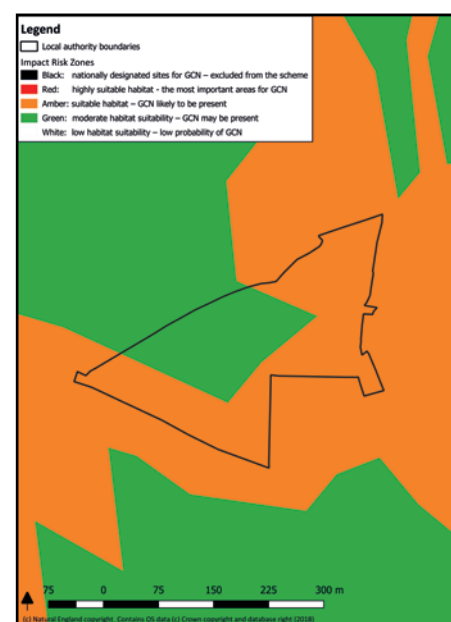 Legend
Local authority boundaries
Impact Risk Zones
Black: nationally designated sites for GCN – excluded from the scheme
Red: highly suitable habitat - the most important areas for GCN
Amber: suitable habitat – GCN likely to be present
Green: moderate habitat suitability – GCN may be present
White: low habitat suitability – low probability of GCN
75 0 75 150 225 300 m
(c) Natural England copyright. Contains OS data (c) Crown copyright and database right (2018)